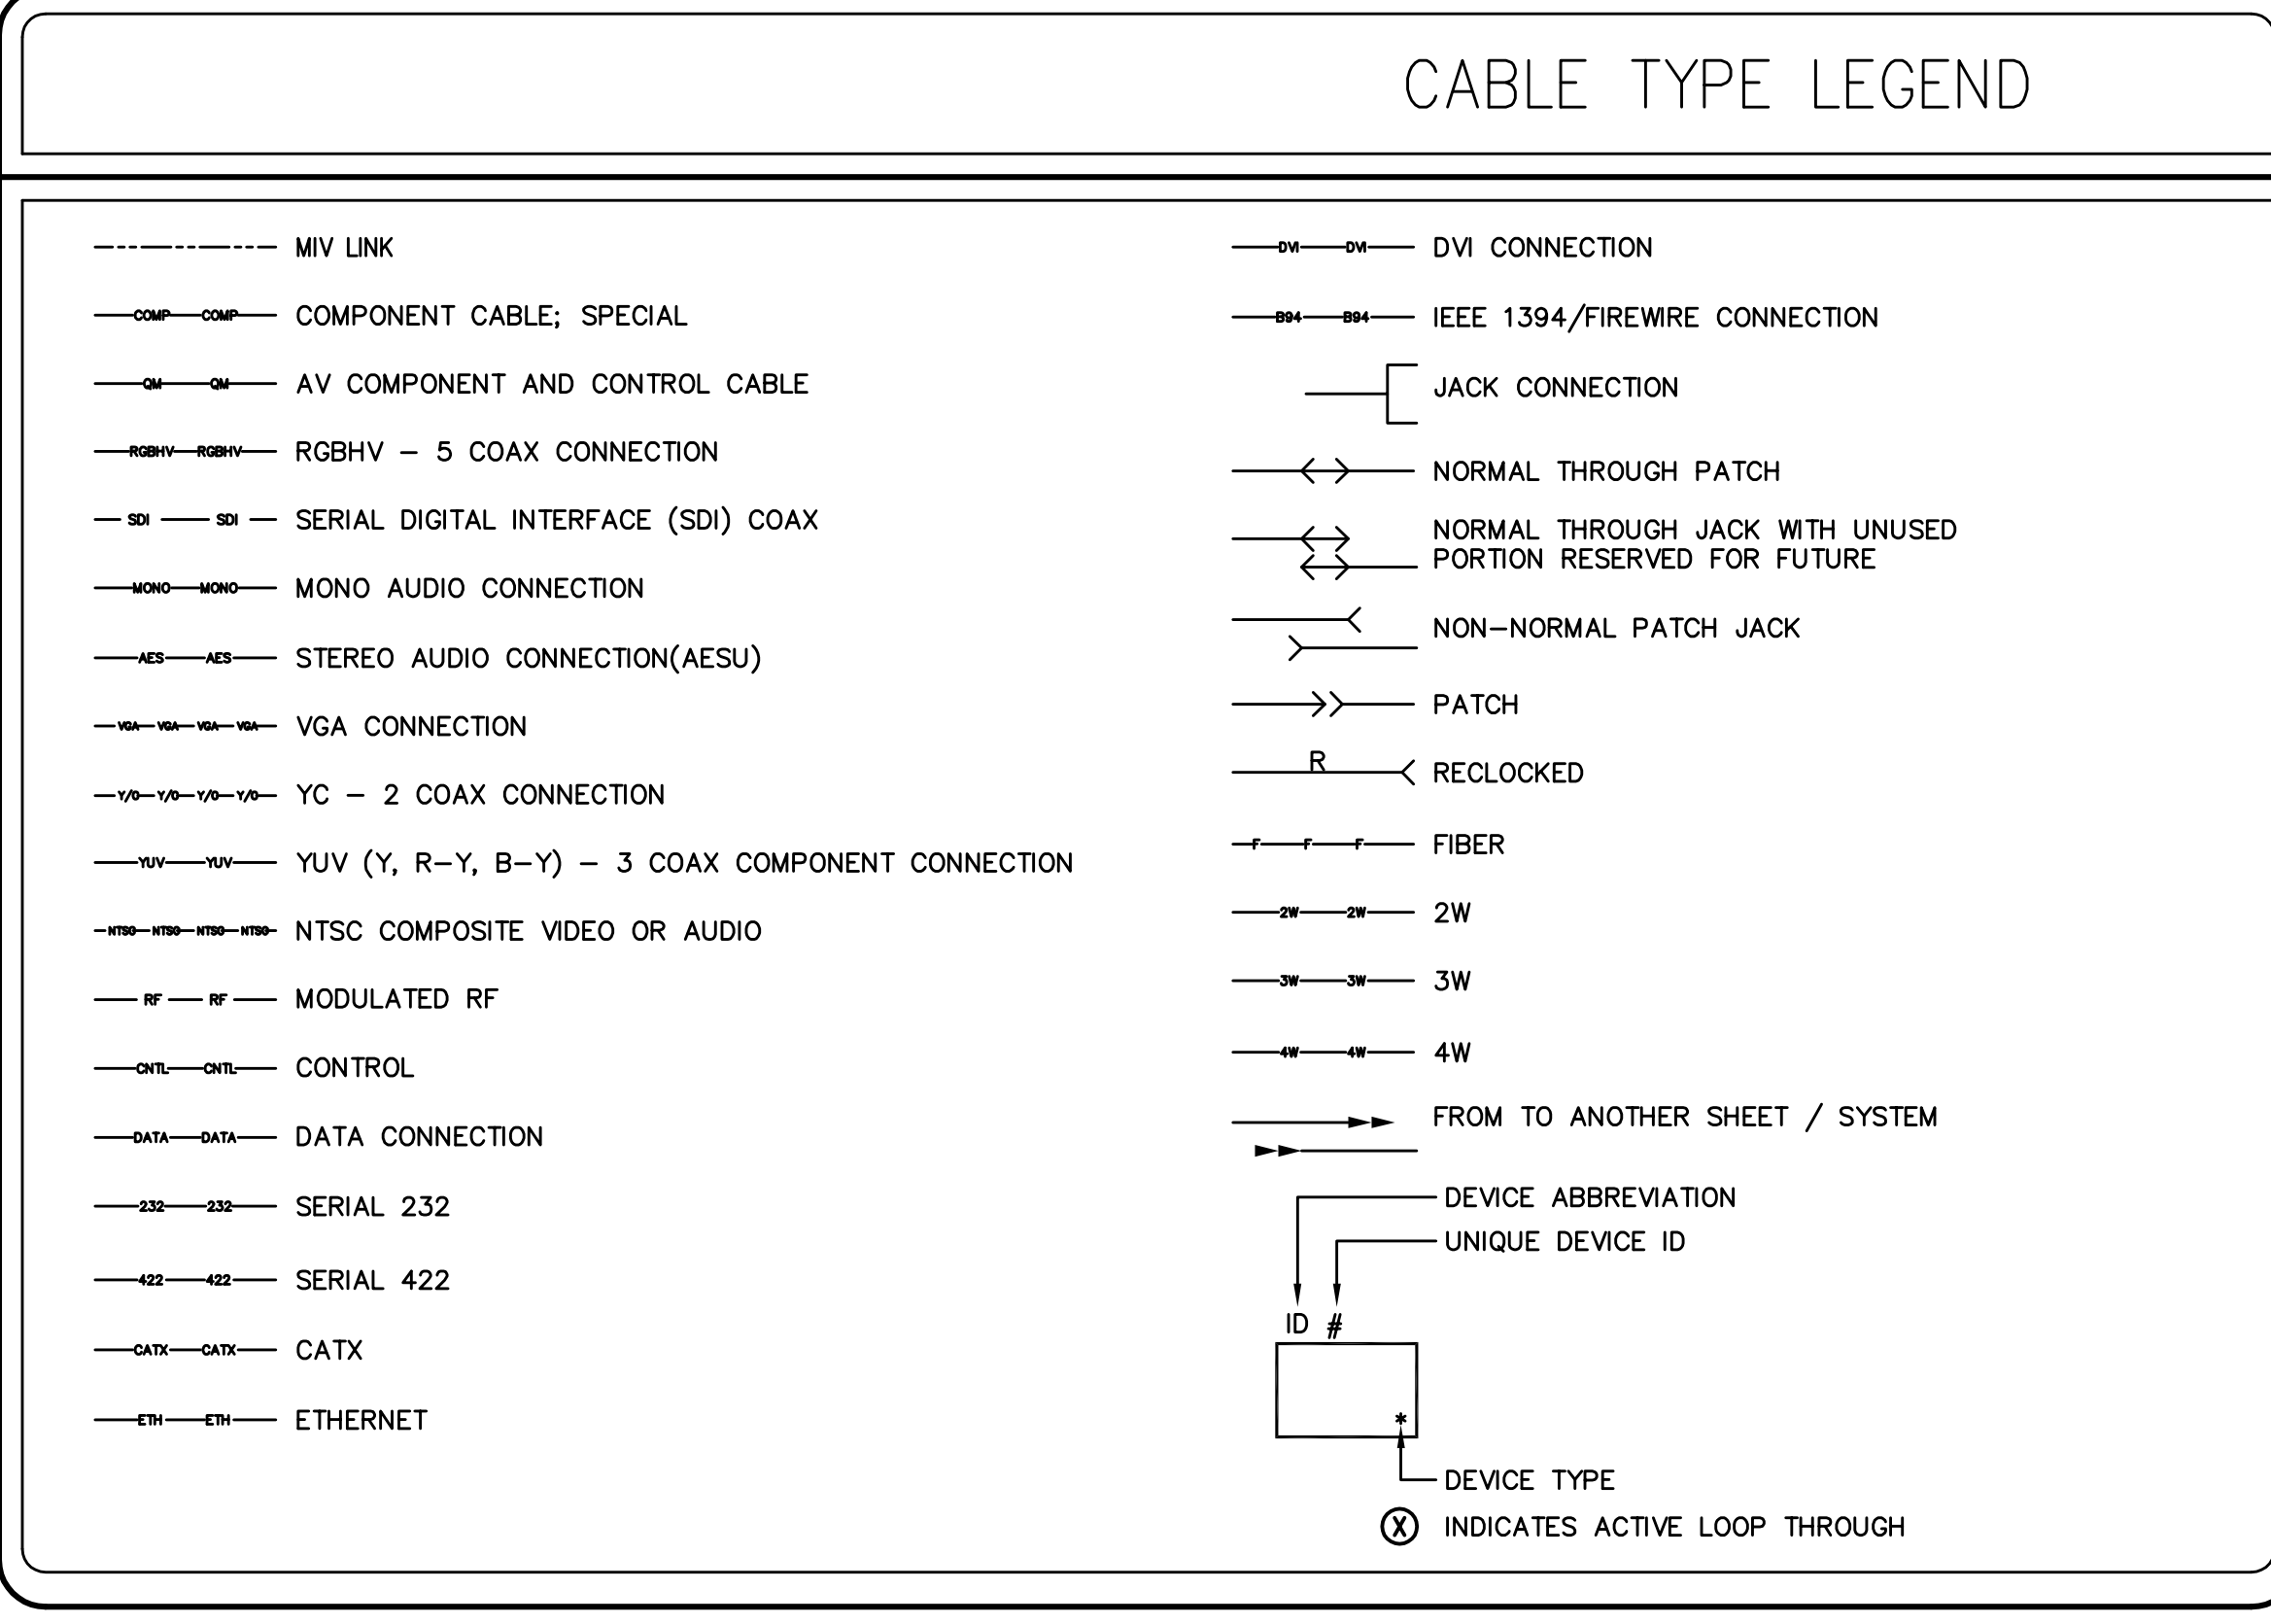 CABLE TYPE LEGEND
MIV LINK
COMP COMP COMPONENT CABLE; SPECIAL
QM QM AV COMPONENT AND CONTROL CABLE
RGBHV RGBHV RGBHV – 5 COAX CONNECTION
SDI SDI SERIAL DIGITAL INTERFACE (SDI) COAX
MONO MONO MONO AUDIO CONNECTION
AES AES STEREO AUDIO CONNECTION(AESU)
VGA VGA VGA VGA VGA CONNECTION
Y/C Y/C Y/C Y/C YC – 2 COAX CONNECTION
YUV YUV YUV (Y, R–Y, B–Y) – 3 COAX COMPONENT CONNECTION
NTSC NTSC NTSC NTSC NTSC COMPOSITE VIDEO OR AUDIO
RF RF MODULATED RF
CNTL CNTL CONTROL
DATA DATA DATA CONNECTION
232 232 SERIAL 232
422 422 SERIAL 422
CATX CATX CATX
ETH ETH ETHERNET
DVI DVI DVI CONNECTION
B94 B94 IEEE 1394/FIREWIRE CONNECTION
JACK CONNECTION
NORMAL THROUGH PATCH
NORMAL THROUGH JACK WITH UNUSED
PORTION RESERVED FOR FUTURE
NON–NORMAL PATCH JACK
PATCH
R RECLOCKED
F F F FIBER
2W 2W 2W
3W 3W 3W
4W 4W 4W
FROM TO ANOTHER SHEET / SYSTEM
DEVICE ABBREVIATION
UNIQUE DEVICE ID
ID #
*
DEVICE TYPE
X INDICATES ACTIVE LOOP THROUGH